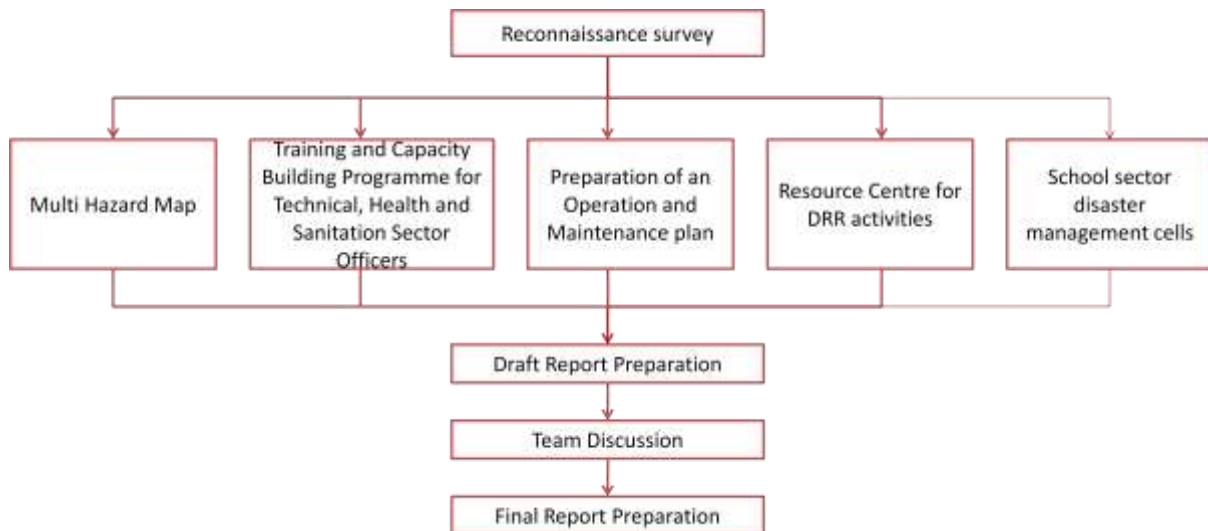 Reconnaissance survey
Multi Hazard Map
Training and Capacity
Building Programme for
Technical, Health and
Sanitation Sector
Officers
Preparation of an
Operation and
Maintenance plan
Resource Centre for
DRR activities
School sector
disaster
management cells
Draft Report Preparation
Team Discussion
Final Report Preparation